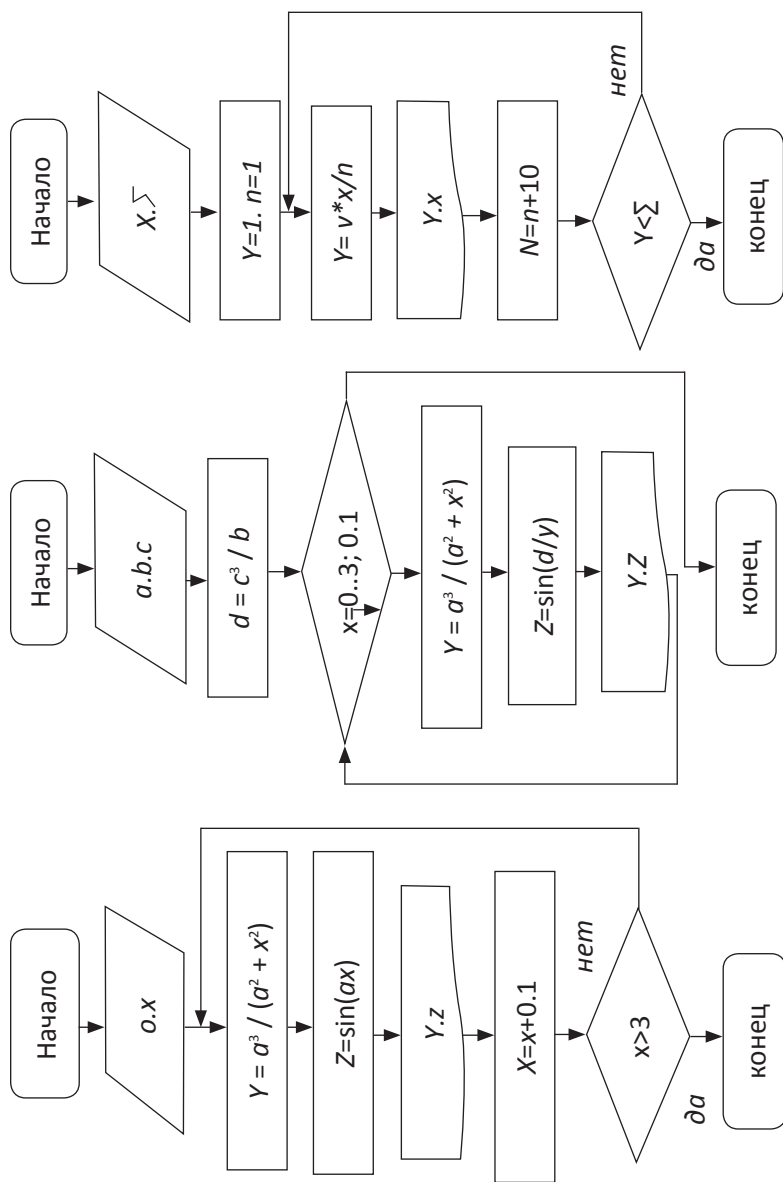 Начало
o.x
Y = a³ / (a² + x²)
Z=sin(ax)
Y.z
X=x+0.1
x>3
нет
да
конец
Начало
a.b.c
d = c³ / b
x=0..3; 0.1
Y = a³ / (a² + x²)
Z=sin(d/y)
Y.Z
конец
Начало
X.Σ
Y=1. n=1
Y= v*x/n
Y.x
N=n+10
Y<Σ
нет
да
конец